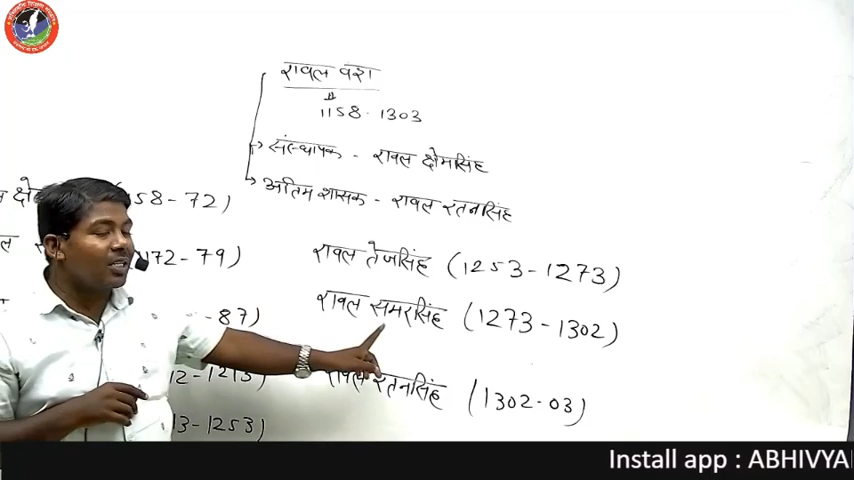 रावल वंश
1158-1303
संस्थापक - रावल क्षेमसिंह
अंतिम शासक - रावल रतनसिंह
58-72)
72-79)
रावल तेजसिंह (1253-1273)
-87)
रावल समरसिंह (1273-1302)
12-1213)
रावल रतनसिंह (1302-03)
13-1253)
Install app : ABHIVYA